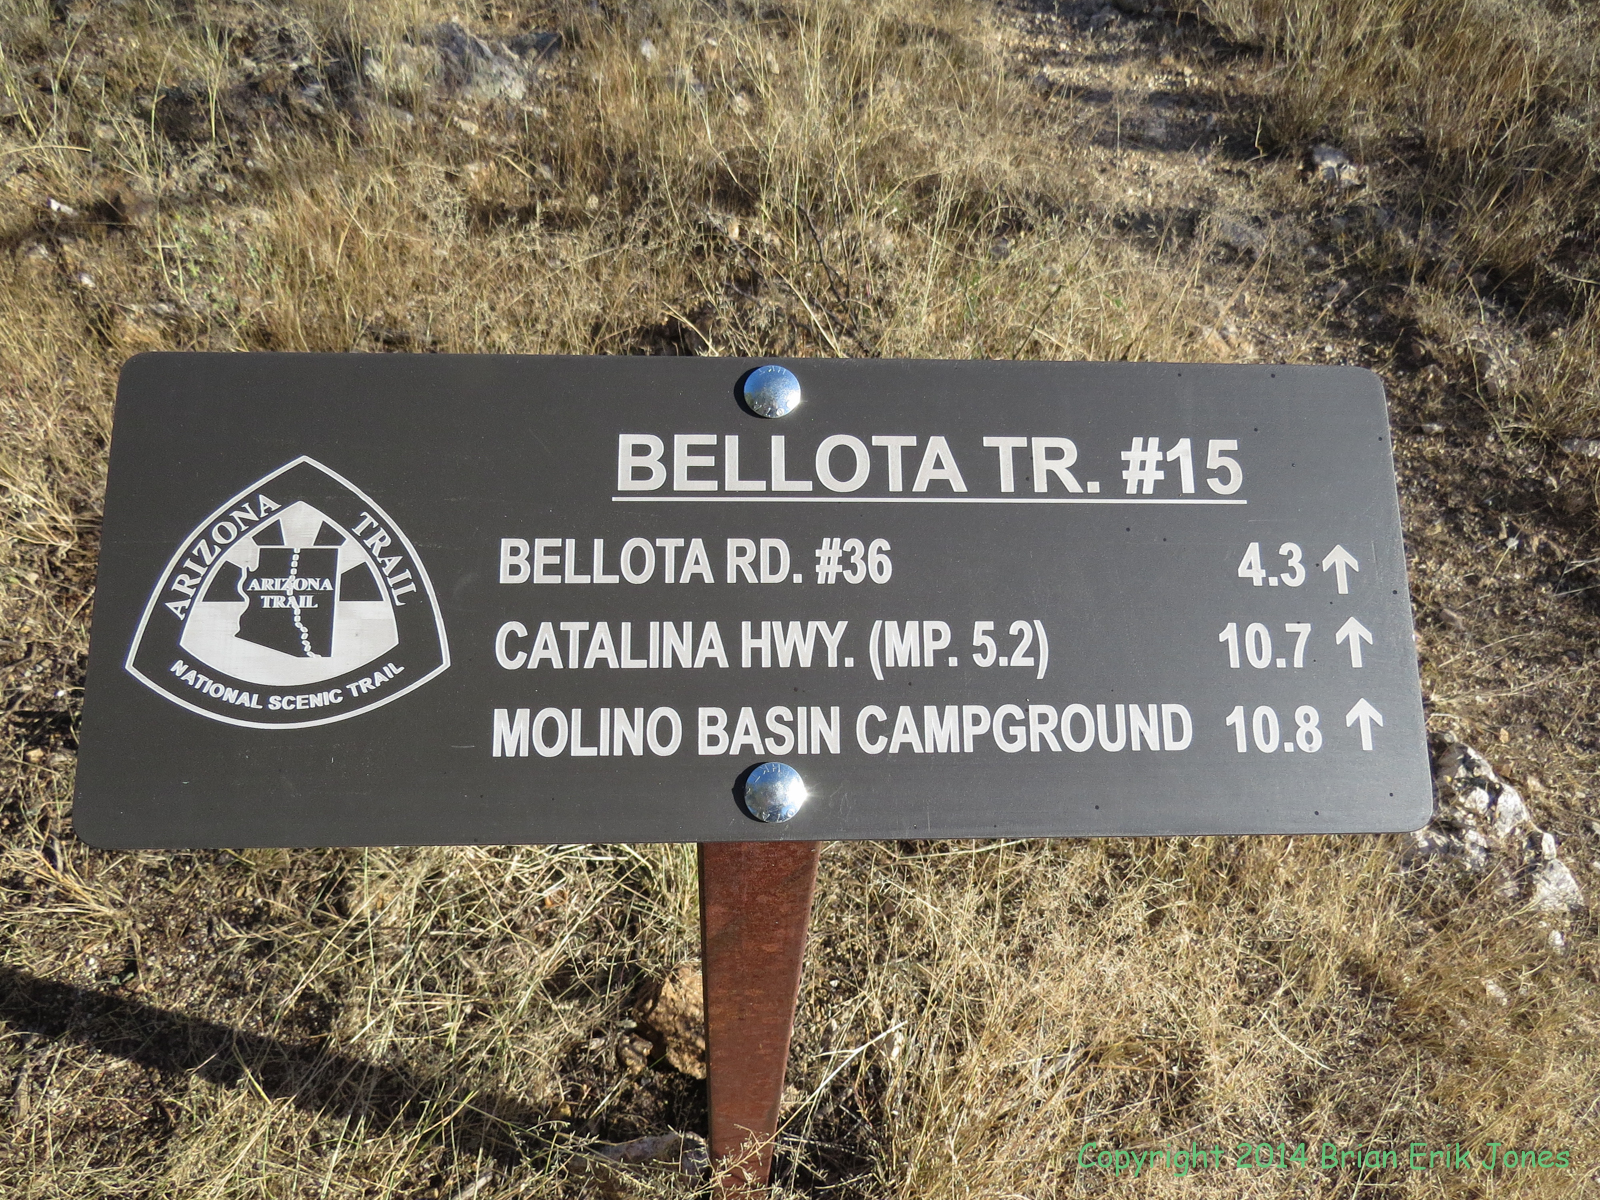 BELLOTA TR. #15
ARIZONA TRAIL
ARIZONA
TRAIL
NATIONAL SCENIC TRAIL
BELLOTA RD. #36 4.3 ↑
CATALINA HWY. (MP. 5.2) 10.7 ↑
MOLINO BASIN CAMPGROUND 10.8 ↑
Copyright 2014 Brian Erik Jones